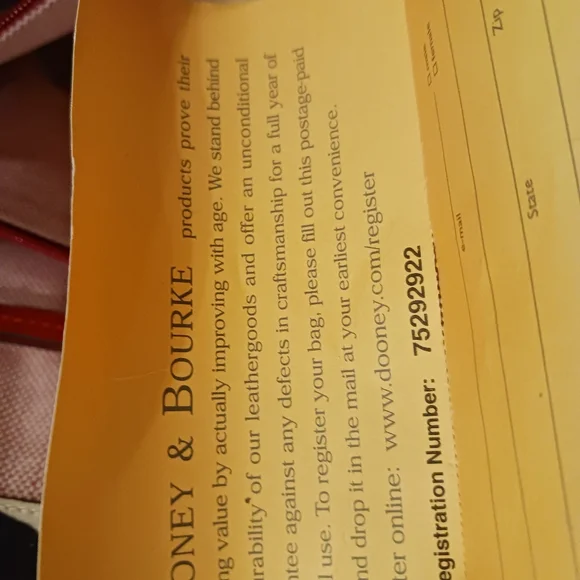 ONEY & BOURKE products prove their
ng value by actually improving with age. We stand behind
rability* of our leathergoods and offer an unconditional
ntee against any defects in craftsmanship for a full year of
l use. To register your bag, please fill out this postage-paid
nd drop it in the mail at your earliest convenience.
ter online: www.dooney.com/register
egistration Number: 75292922
e-mail
State
Zip